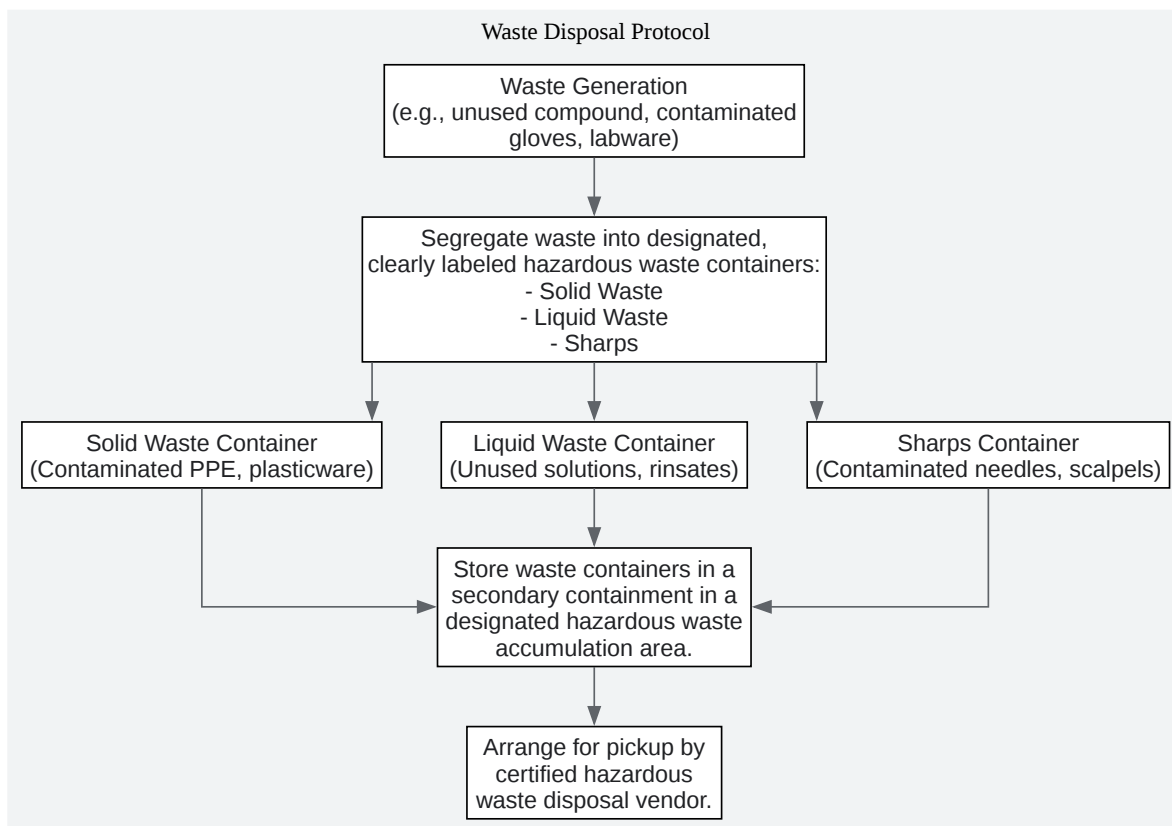 Waste Disposal Protocol
Waste Generation
(e.g., unused compound, contaminated
gloves, labware)
Segregate waste into designated,
clearly labeled hazardous waste containers:
- Solid Waste
- Liquid Waste
- Sharps
Solid Waste Container
(Contaminated PPE, plasticware)
Liquid Waste Container
(Unused solutions, rinsates)
Sharps Container
(Contaminated needles, scalpels)
Store waste containers in a
secondary containment in a
designated hazardous waste
accumulation area.
Arrange for pickup by
certified hazardous
waste disposal vendor.